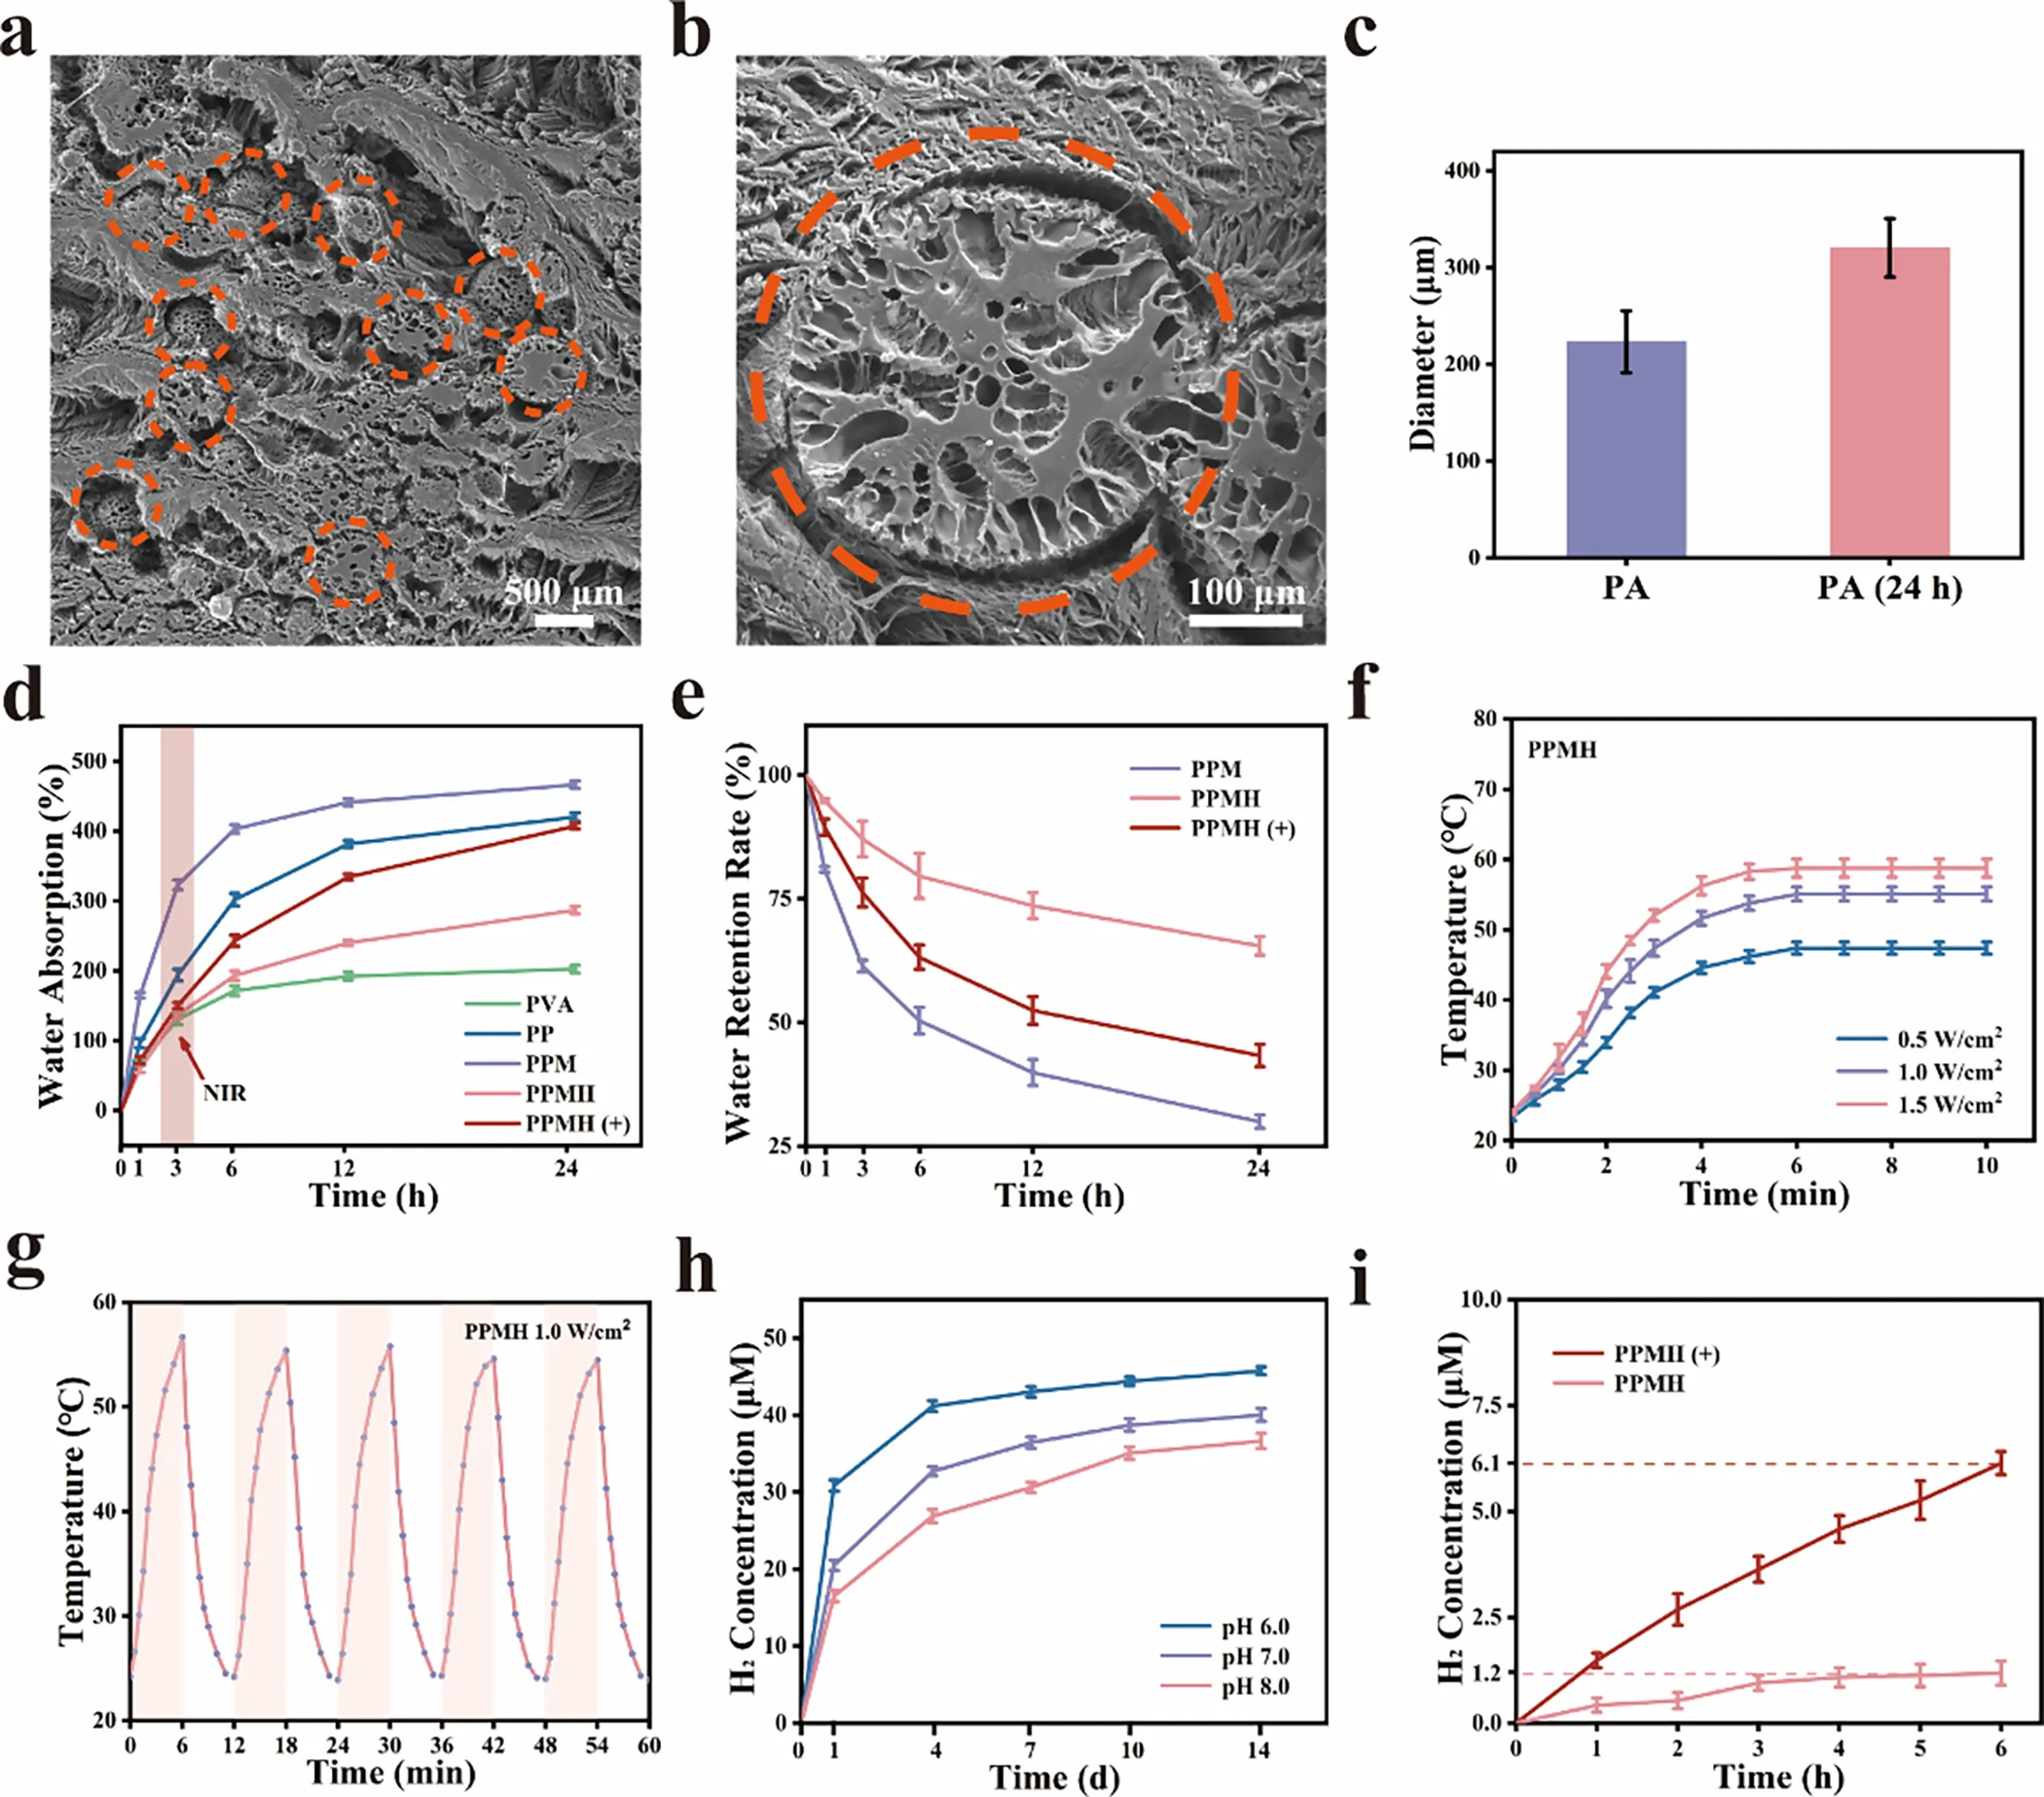 a
500 μm
b
100 μm
c
Diameter (μm)
400
300
200
100
0
PA
PA (24 h)
d
Water Absorption (%)
500
400
300
200
100
0
NIR
PVA
PP
PPM
PPMH
PPMH (+)
0 1 3 6 12 24
Time (h)
e
Water Retention Rate (%)
100
75
50
25
PPM
PPMH
PPMH (+)
0 1 3 6 12 24
Time (h)
f
Temperature (°C)
80
70
60
50
40
30
20
PPMH
0.5 W/cm²
1.0 W/cm²
1.5 W/cm²
0 2 4 6 8 10
Time (min)
g
Temperature (°C)
60
50
40
30
20
PPMH 1.0 W/cm²
0 6 12 18 24 30 36 42 48 54 60
Time (min)
h
H₂ Concentration (μM)
50
40
30
20
10
0
pH 6.0
pH 7.0
pH 8.0
0 1 4 7 10 14
Time (d)
i
H₂ Concentration (μM)
10.0
7.5
6.1
5.0
2.5
1.2
0.0
PPMH (+)
PPMH
0 1 2 3 4 5 6
Time (h)